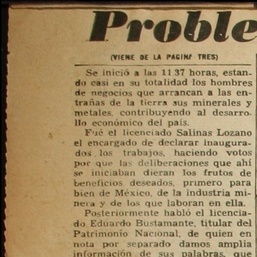 Proble
(VIENE DE LA PAGINA TRES)
Se inició a las 11 37 horas, estan-
do casi en su totalidad los hombres
de negocios que arrancan a las en-
trañas de la tierra sus minerales y
metales, contribuyendo al desarro-
llo económico del país.
Fué el licenciado Salinas Lozano
el encargado de declarar inaugura-
dos los trabajos, haciendo votos
por que las deliberaciones que ahí
se iniciaban dieran los frutos de
beneficios deseados, primero para
bien de México, de la industria mi-
nera y de los que laboran en ella.
Posteriormente habló el licencia-
do Eduardo Bustamante, titular del
Patrimonio Nacional, de quien en
nota por separado damos amplia
información de sus palabras, que